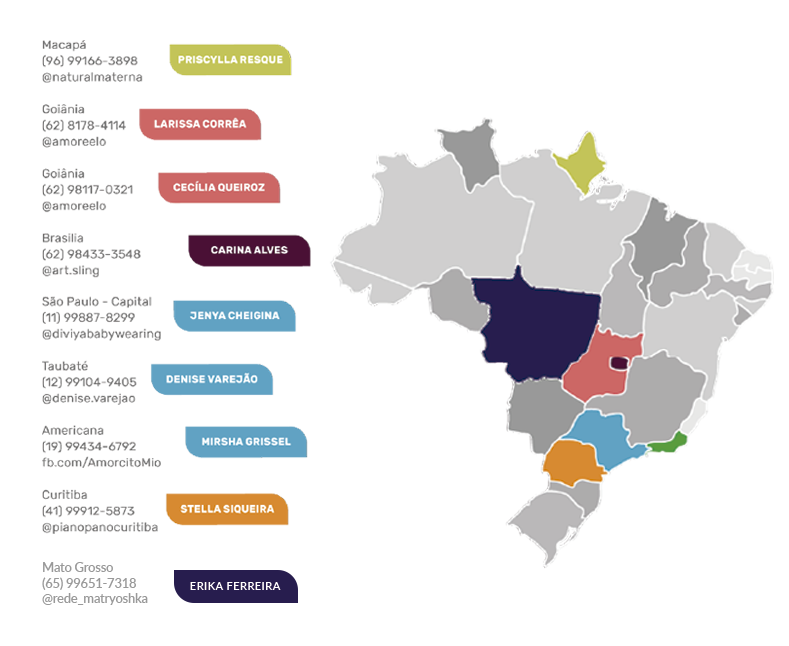 Macapá
(96) 99166-3898
@naturalmaterna
PRISCYLLA RESQUE
Goiânia
(62) 8178-4114
@amoreelo
LARISSA CORRÊA
Goiânia
(62) 98117-0321
@amoreelo
CECÍLIA QUEIROZ
Brasilia
(62) 98433-3548
@art.sling
CARINA ALVES
São Paulo - Capital
(11) 99887-8299
@diviyababywearing
JENYA CHEIGINA
Taubaté
(12) 99104-9405
@denise.varejao
DENISE VAREJÃO
Americana
(19) 99434-6792
fb.com/AmorcitoMio
MIRSHA GRISSEL
Curitiba
(41) 99912-5873
@pianopanocuritiba
STELLA SIQUEIRA
Mato Grosso
(65) 99651-7318
@rede_matryoshka
ERIKA FERREIRA